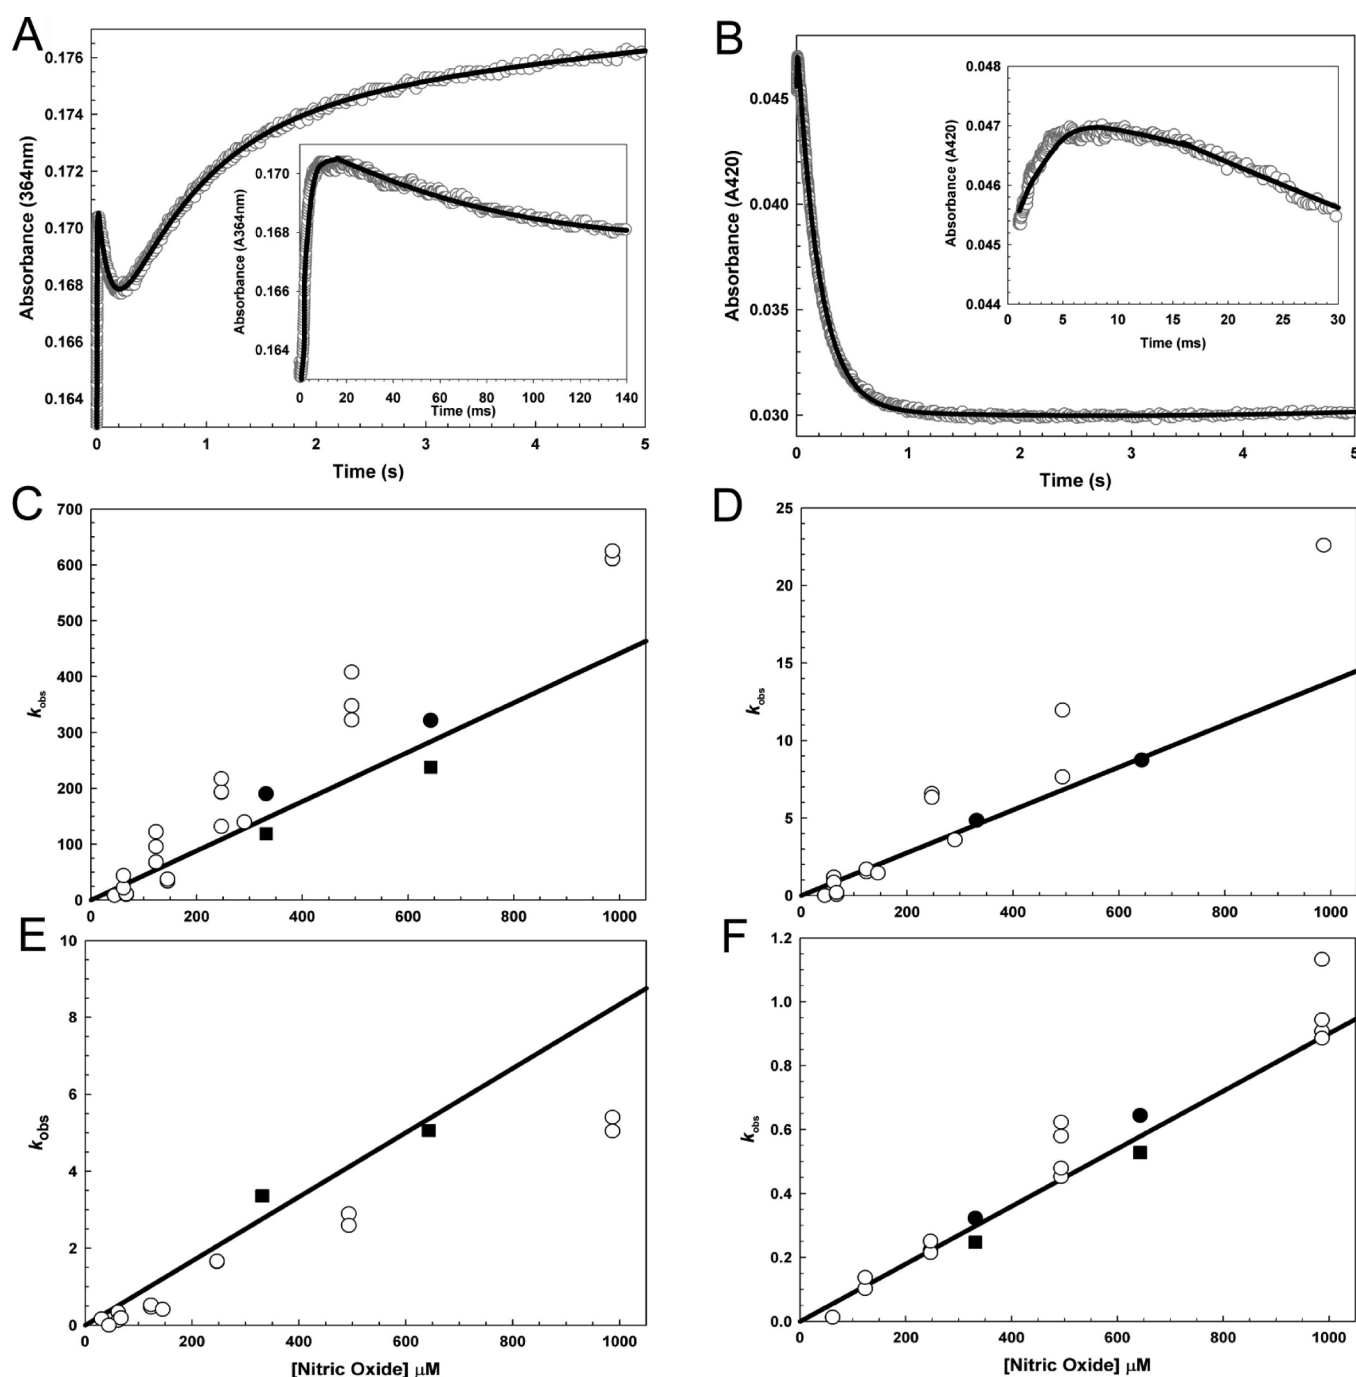 A
0.176
0.174
0.172
0.170
0.168
0.166
0.164
Absorbance (364nm)
0 1 2 3 4 5
Time (s)
0.170
0.168
0.166
0.164
Absorbance (A364nm)
0 20 40 60 80 100 120 140
Time (ms)
B
0.045
0.040
0.035
0.030
Absorbance (A420)
0 1 2 3 4 5
Time (s)
0.048
0.047
0.046
0.045
0.044
Absorbance (A420)
0 5 10 15 20 25 30
Time (ms)
C
700
600
500
400
300
200
100
0
kobs
0 200 400 600 800 1000
D
25
20
15
10
5
0
kobs
0 200 400 600 800 1000
E
10
8
6
4
2
0
kobs
0 200 400 600 800 1000
[Nitric Oxide] μM
F
1.2
1.0
0.8
0.6
0.4
0.2
0.0
kobs
0 200 400 600 800 1000
[Nitric Oxide] μM